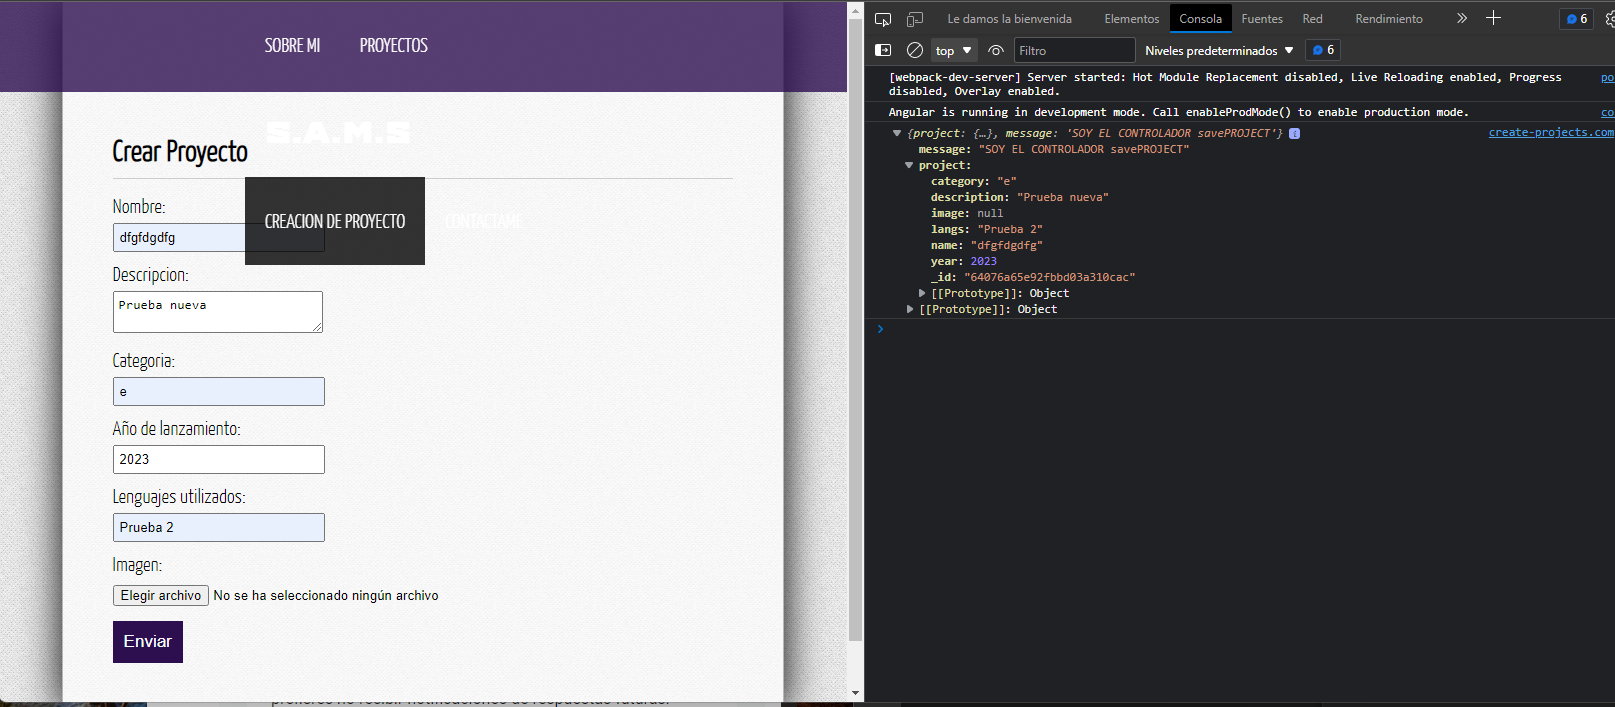 SOBRE MI PROYECTOS
S.A.M.S
Crear Proyecto
CREACION DE PROYECTO CONTACTAME
Nombre:
dfgfdgdfg
Descripcion:
Prueba nueva
Categoria:
e
Año de lanzamiento:
2023
Lenguajes utilizados:
Prueba 2
Imagen:
Elegir archivo No se ha seleccionado ningún archivo
Enviar
Le damos la bienvenida Elementos Consola Fuentes Red Rendimiento 6
top Filtro Niveles predeterminados 6
[webpack-dev-server] Server started: Hot Module Replacement disabled, Live Reloading enabled, Progress po
disabled, Overlay enabled.
Angular is running in development mode. Call enableProdMode() to enable production mode. co
{project: {…}, message: 'SOY EL CONTROLADOR savePROJECT'} i create-projects.com
message: "SOY EL CONTROLADOR savePROJECT"
project:
category: "e"
description: "Prueba nueva"
image: null
langs: "Prueba 2"
name: "dfgfdgdfg"
year: 2023
_id: "64076a65e92fbbd03a310cac"
[[Prototype]]: Object
[[Prototype]]: Object